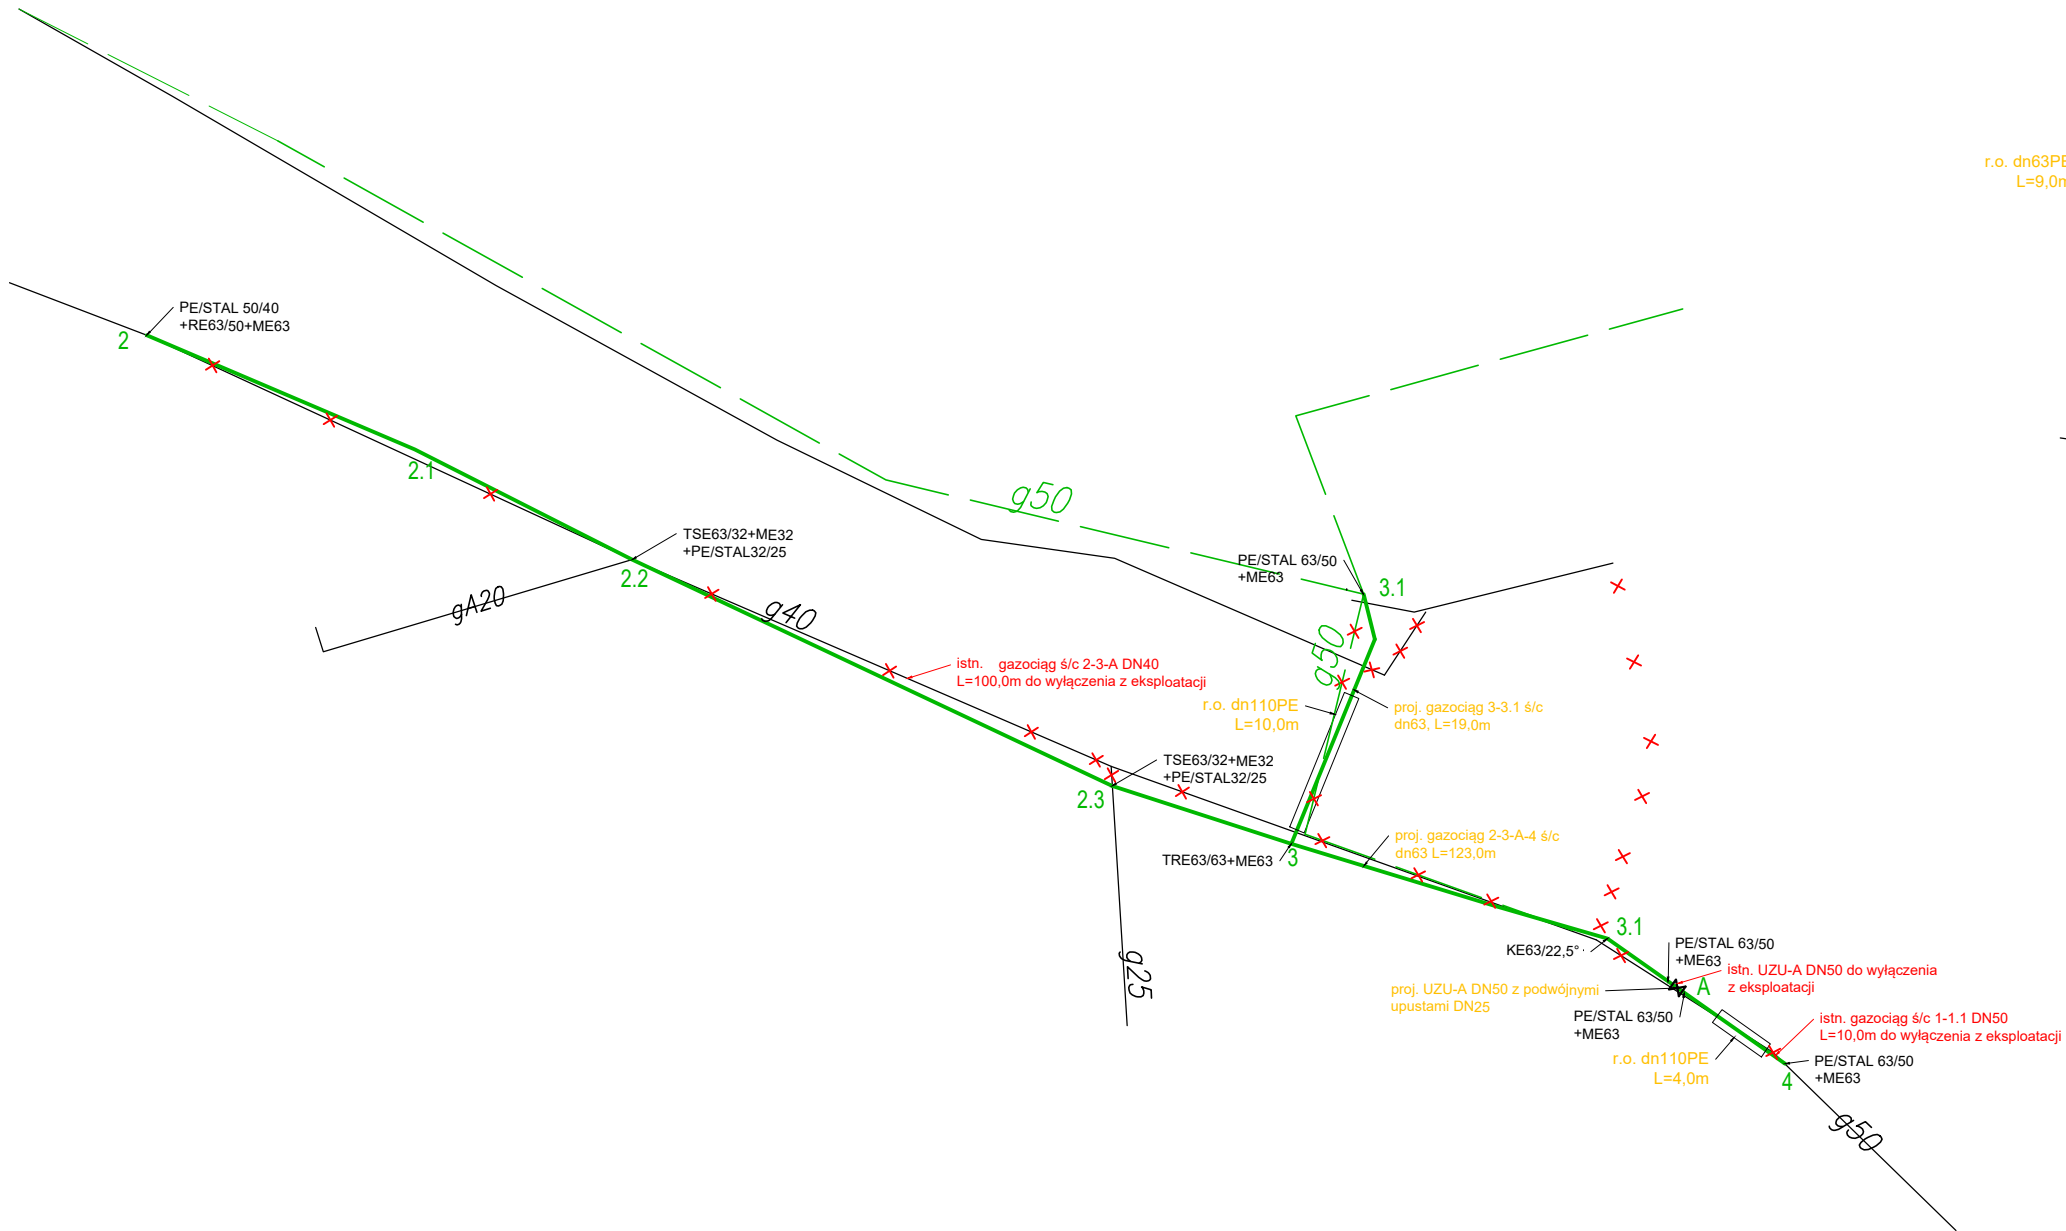 r.o. dn63PE
L=9,0m
PE/STAL 50/40
+RE63/50+ME63
2
2.1
TSE63/32+ME32
+PE/STAL32/25
2.2
gA20
g40
g50
PE/STAL 63/50
+ME63
3.1
g50
istn. gazociąg ś/c 2-3-A DN40
L=100,0m do wyłączenia z eksploatacji
r.o. dn110PE
L=10,0m
proj. gazociąg 3-3.1 ś/c
dn63, L=19,0m
TSE63/32+ME32
+PE/STAL32/25
2.3
proj. gazociąg 2-3-A-4 ś/c
dn63 L=123,0m
TRE63/63+ME63
3
g25
3.1
KE63/22,5°
PE/STAL 63/50
+ME63
istn. UZU-A DN50 do wyłączenia
z eksploatacji
A
proj. UZU-A DN50 z podwójnymi
upustami DN25
PE/STAL 63/50
+ME63
istn. gazociąg ś/c 1-1.1 DN50
L=10,0m do wyłączenia z eksploatacji
r.o. dn110PE
L=4,0m
PE/STAL 63/50
+ME63
4
g50